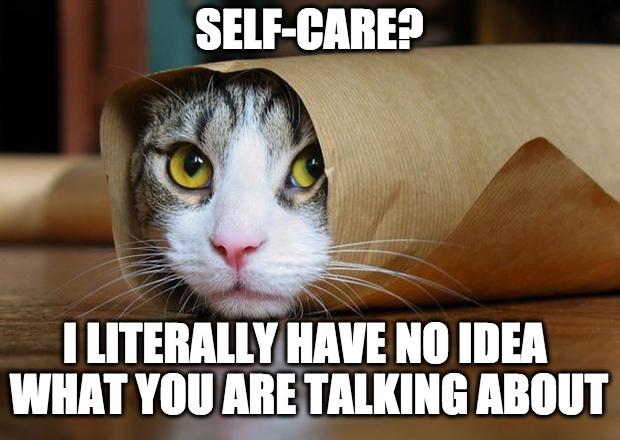 SELF-CARE?
I LITERALLY HAVE NO IDEA
WHAT YOU ARE TALKING ABOUT